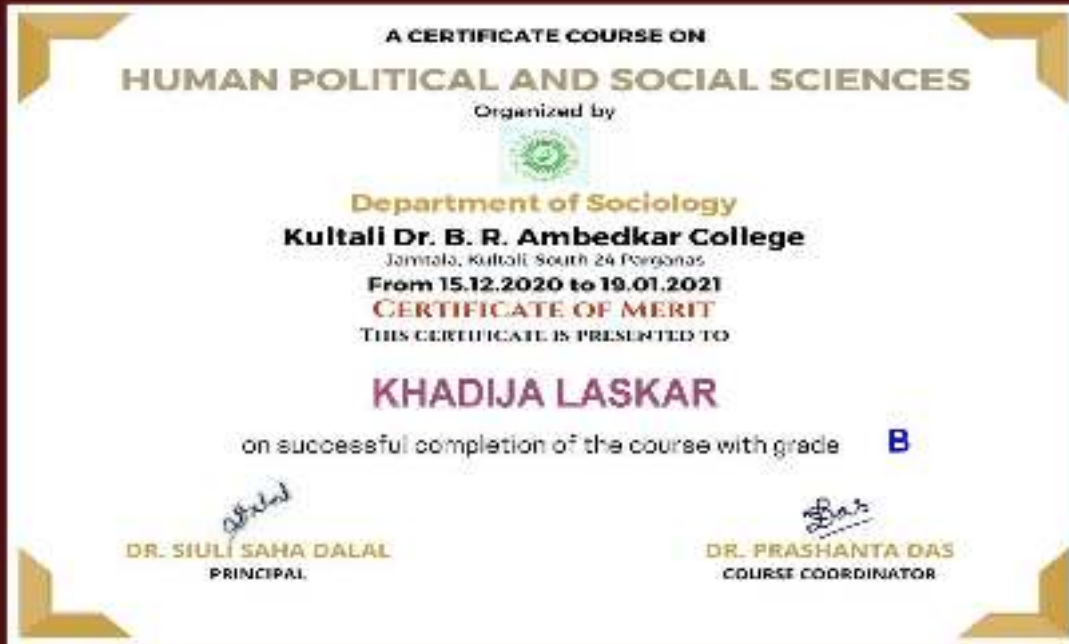 A CERTIFICATE COURSE ON
HUMAN POLITICAL AND SOCIAL SCIENCES
Organized by
Department of Sociology
Kultali Dr. B. R. Ambedkar College
Jamtala, Kultali, South 24 Parganas
From 15.12.2020 to 19.01.2021
CERTIFICATE OF MERIT
THIS CERTIFICATE IS PRESENTED TO
KHADIJA LASKAR
on successful completion of the course with grade B
Das
DR. SIULI SAHA DALAL
DR. PRASHANTA DAS
PRINCIPAL
COURSE COORDINATOR